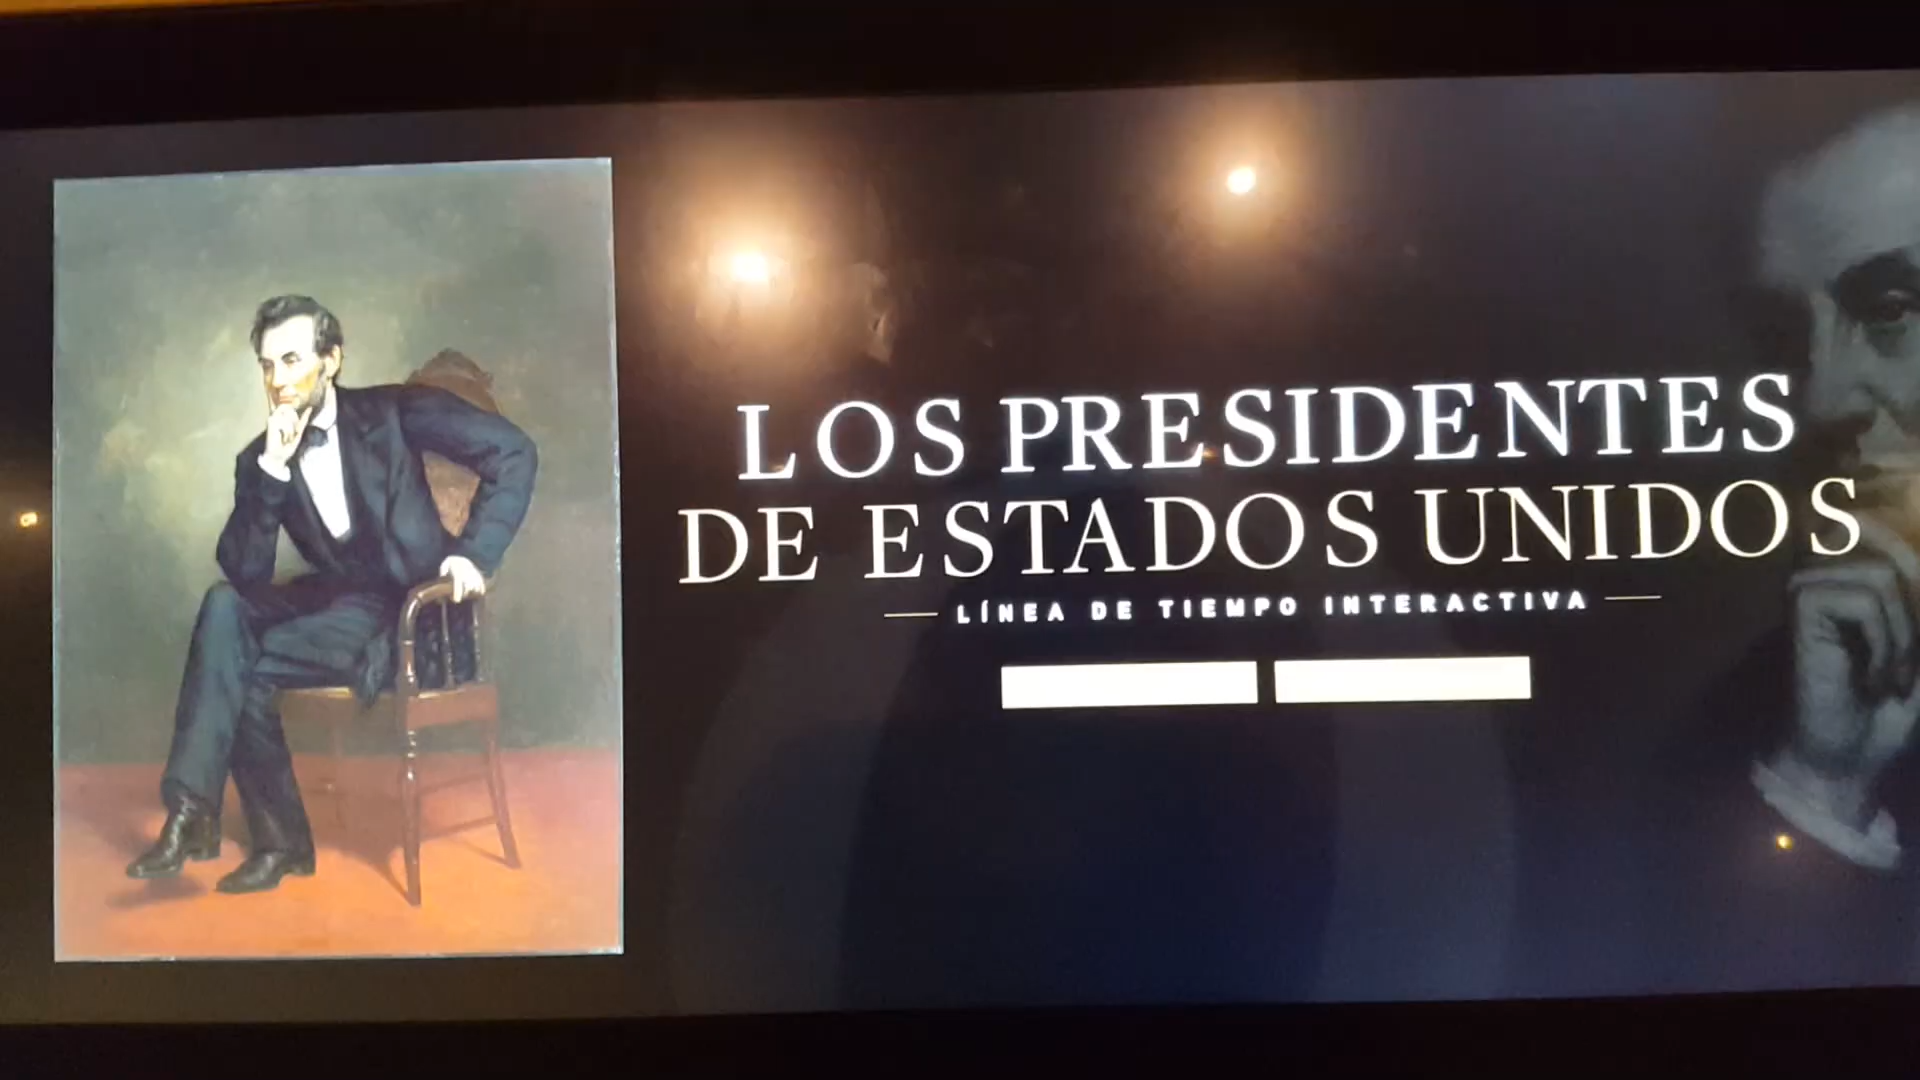 LOS PRESIDENTES
DE ESTADOS UNIDOS
LÍNEA DE TIEMPO INTERACTIVA